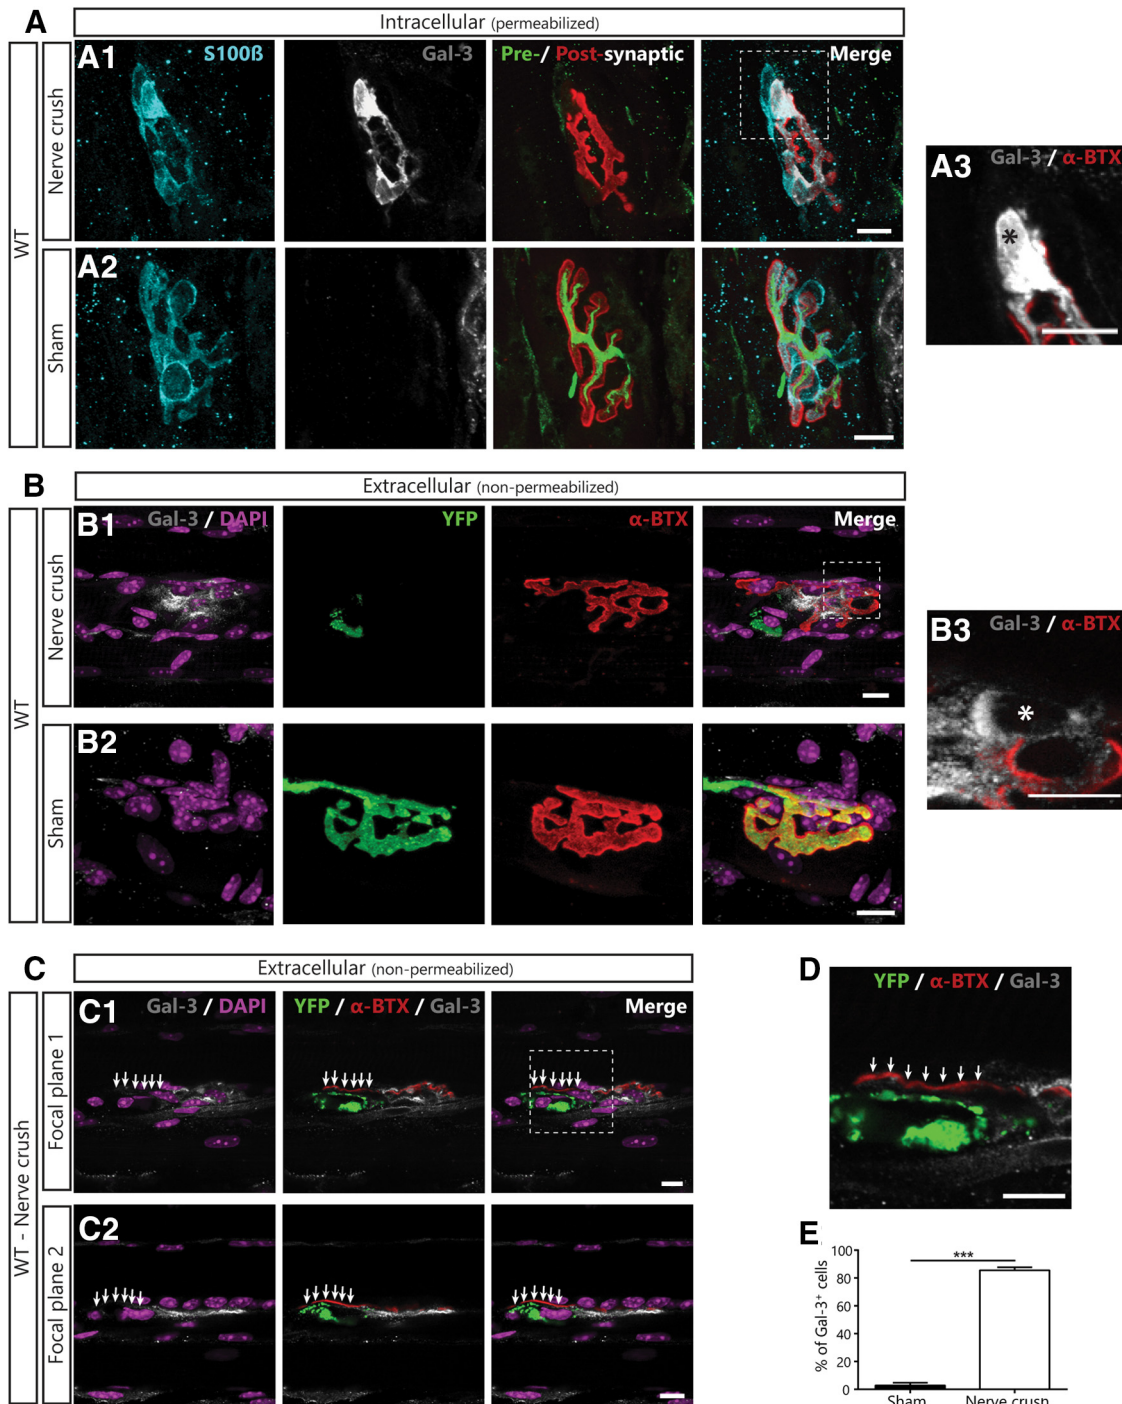 A
Intracellular (permeabilized)
WT
Nerve crush
A1
S100ß
Gal-3
Pre-/ Post-synaptic
Merge
A3
Gal-3 / α-BTX
*
Sham
A2
B
Extracellular (non-permeabilized)
WT
Nerve crush
B1
Gal-3 / DAPI
YFP
α-BTX
Merge
B3
Gal-3 / α-BTX
*
Sham
B2
C
Extracellular (non-permeabilized)
WT - Nerve crush
Focal plane 1
C1
Gal-3 / DAPI
YFP / α-BTX / Gal-3
Merge
Focal plane 2
C2
D
YFP / α-BTX / Gal-3
E
% of Gal-3⁺ cells
100
80
60
40
20
0
***
Sham
Nerve crush